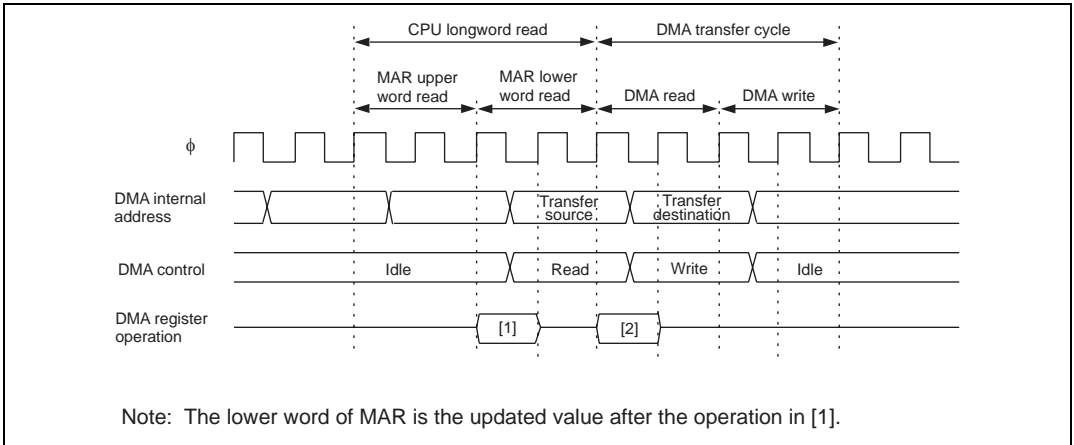 CPU longword read DMA transfer cycle
MAR upper word read MAR lower word read DMA read DMA write
ϕ
DMA internal address Transfer source Transfer destination
DMA control Idle Read Write Idle
DMA register operation [1] [2]
Note: The lower word of MAR is the updated value after the operation in [1].